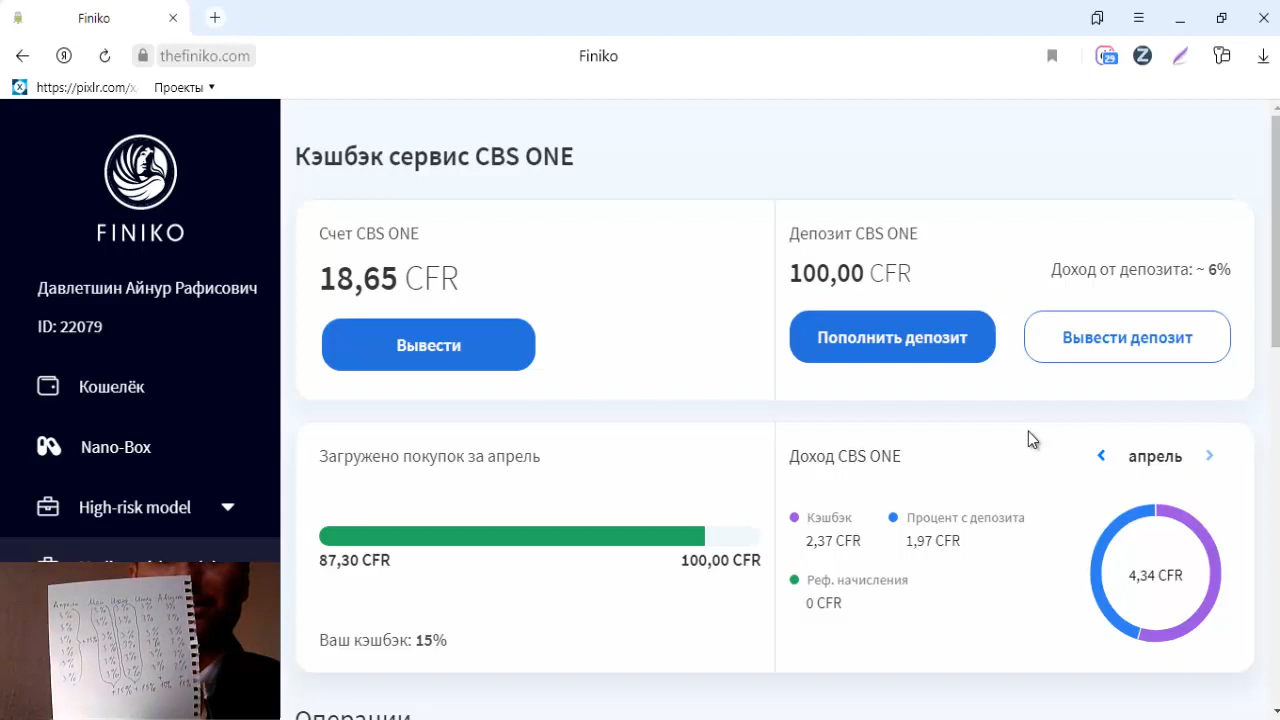 Finiko
thefiniko.com
Finiko
29
https://pixlr.com/x
Проекты
FINIKO
Давлетшин Айнур Рафисович
ID: 22079
Кошелёк
Nano-Box
High-risk model
Кэшбэк сервис CBS ONE
Счет CBS ONE
18,65 CFR
Вывести
Депозит CBS ONE
100,00 CFR
Доход от депозита: ~ 6%
Пополнить депозит
Вывести депозит
Загружено покупок за апрель
87,30 CFR
100,00 CFR
Ваш кэшбэк: 15%
Доход CBS ONE
апрель
Кэшбэк
2,37 CFR
Процент с депозита
1,97 CFR
Реф. начисления
0 CFR
4,34 CFR
Операции
Апрель Май